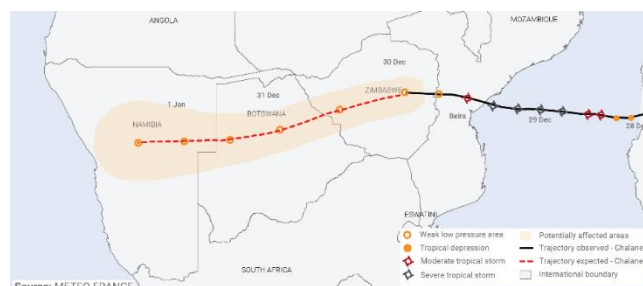 ANGOLA
MOZAMBIQUE
30 Dec
ZIMBABWE
31 Dec
1 Jan
BOTSWANA
NAMIBIA
Beira
29 Dec
28 De
ESWATINI
SOUTH AFRICA
Weak low pressure area
Tropical depression
Moderate tropical storm
Severe tropical storm
Potentially affected areas
Trajectory observed - Chalane
Trajectory expected - Chalane
International boundary
Source: METEO FRANCE